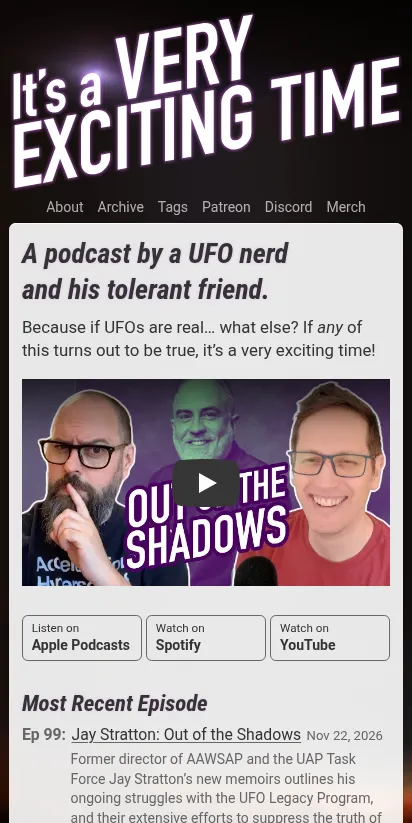 It's a VERY
EXCITING TIME
About Archive Tags Patreon Discord Merch
A podcast by a UFO nerd
and his tolerant friend.
Because if UFOs are real… what else? If any of
this turns out to be true, it’s a very exciting time!
OUT OF THE
SHADOWS
Listen on
Apple Podcasts
Watch on
Spotify
Watch on
YouTube
Most Recent Episode
Ep 99: Jay Stratton: Out of the Shadows Nov 22, 2026
Former director of AAWSAP and the UAP Task
Force Jay Stratton’s new memoirs outlines his
ongoing struggles with the UFO Legacy Program,
and their extensive efforts to suppress the truth of